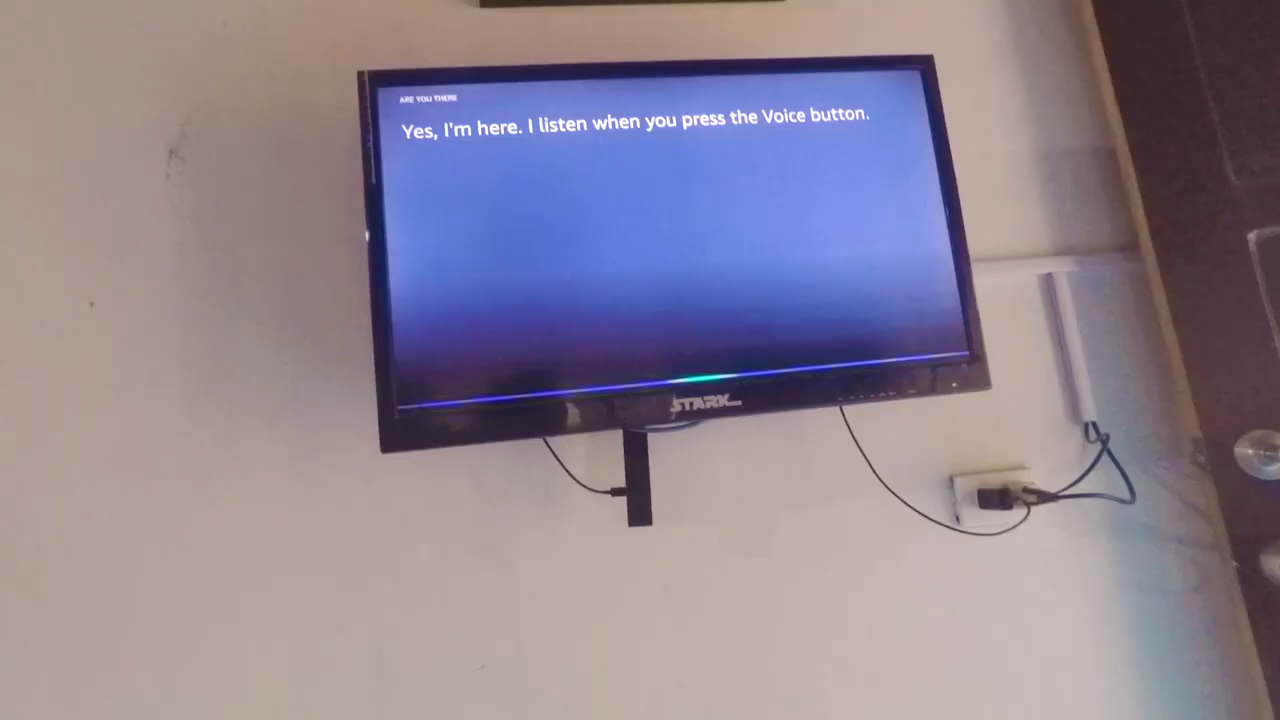 ARE YOU THERE
Yes, I'm here. I listen when you press the Voice button.
STARK